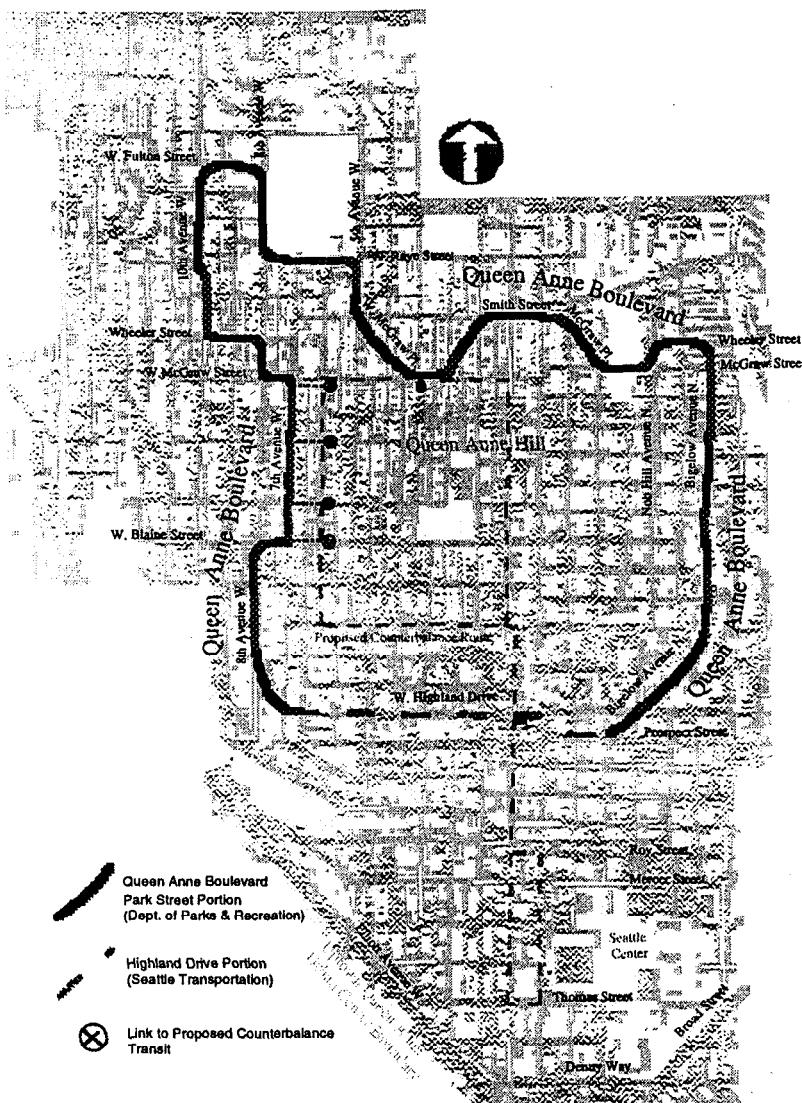 W. Fulton Street
8th Avenue W
10th Avenue W
Queen Anne Boulevard
Smith Street
McGraw Pl.
McGraw Pl.
Wheeler Street
Wheeler Street
W. McGraw Street
McGraw Stree
7th Avenue W.
Queen Anne Boulevard
Queen Anne Hill
Nob Hill Avenue N.
Bigelow Avenue N.
Queen Anne Boulevard
W. Blaine Street
8th Avenue W.
Proposed Counterbalance Route
W. Highland Drive
Bigelow Avenue N.
Prospect Street
Roy Street
Mercer Street
Seattle
Center
Thomas Street
Broad Street
Denny Way
Queen Anne Boulevard
Park Street Portion
(Dept. of Parks & Recreation)
Highland Drive Portion
(Seattle Transportation)
Link to Proposed Counterbalance
Transit